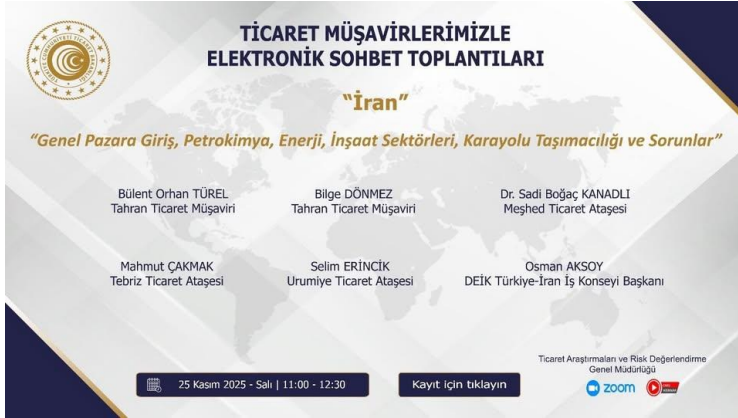 TİCARET MÜŞAVİRLERİMİZLE
ELEKTRONİK SOHBET TOPLANTILARI
“İran”
“Genel Pazara Giriş, Petrokimya, Enerji, İnşaat Sektörleri, Karayolu Taşımacılığı ve Sorunlar”
Bülent Orhan TÜREL
Tahran Ticaret Müşaviri
Bilge DÖNMEZ
Tahran Ticaret Müşaviri
Dr. Sadi Boğaç KANADLI
Meşhed Ticaret Ataşesi
Mahmut ÇAKMAK
Tebriz Ticaret Ataşesi
Selim ERİNCİK
Urumiye Ticaret Ataşesi
Osman AKSOY
DEİK Türkiye-İran İş Konseyi Başkanı
25 Kasım 2025 - Salı | 11:00 - 12:30
Kayıt için tıklayın
Ticaret Araştırmaları ve Risk Değerlendirme
Genel Müdürlüğü
zoom